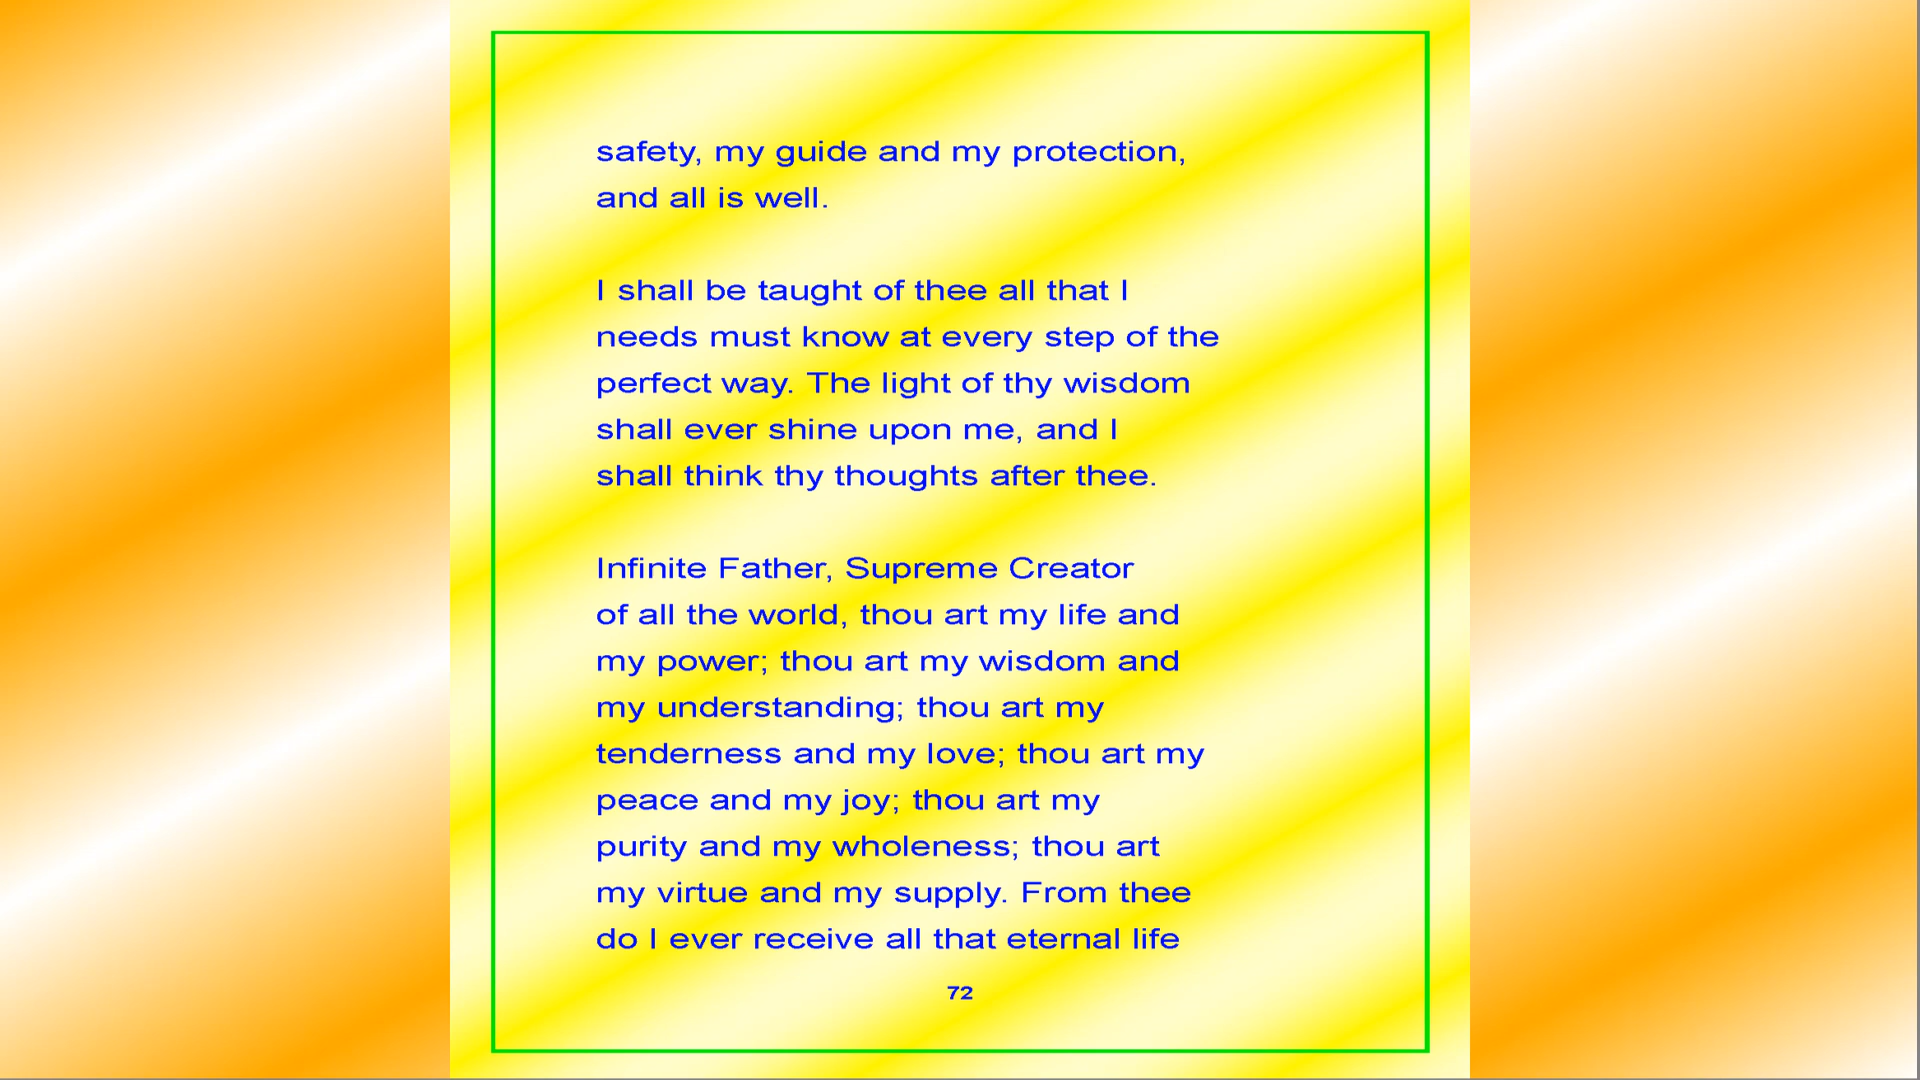 safety, my guide and my protection,
and all is well.
I shall be taught of thee all that I
needs must know at every step of the
perfect way. The light of thy wisdom
shall ever shine upon me, and I
shall think thy thoughts after thee.
Infinite Father, Supreme Creator
of all the world, thou art my life and
my power; thou art my wisdom and
my understanding; thou art my
tenderness and my love; thou art my
peace and my joy; thou art my
purity and my wholeness; thou art
my virtue and my supply. From thee
do I ever receive all that eternal life
72